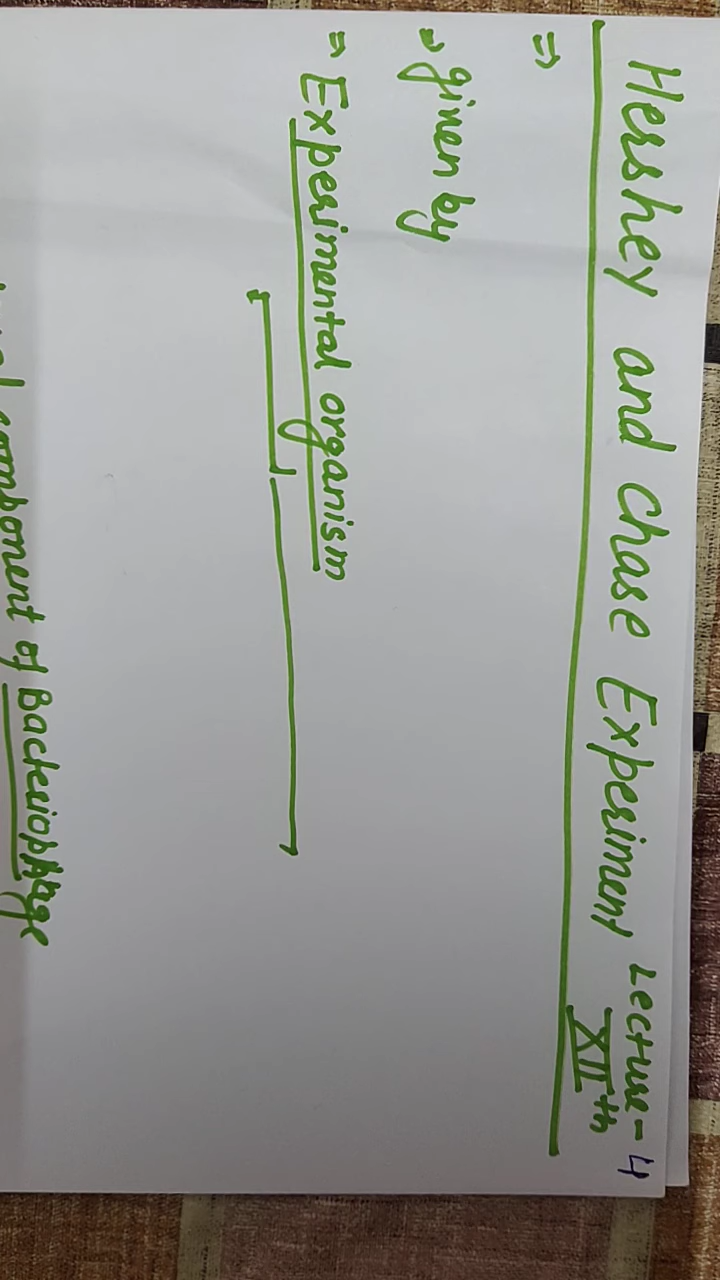 Hershey and chase Experiment Lecture-4
XIIth
⇒
⇒ given by
⇒ Experimental organism
component of Bacteriophage